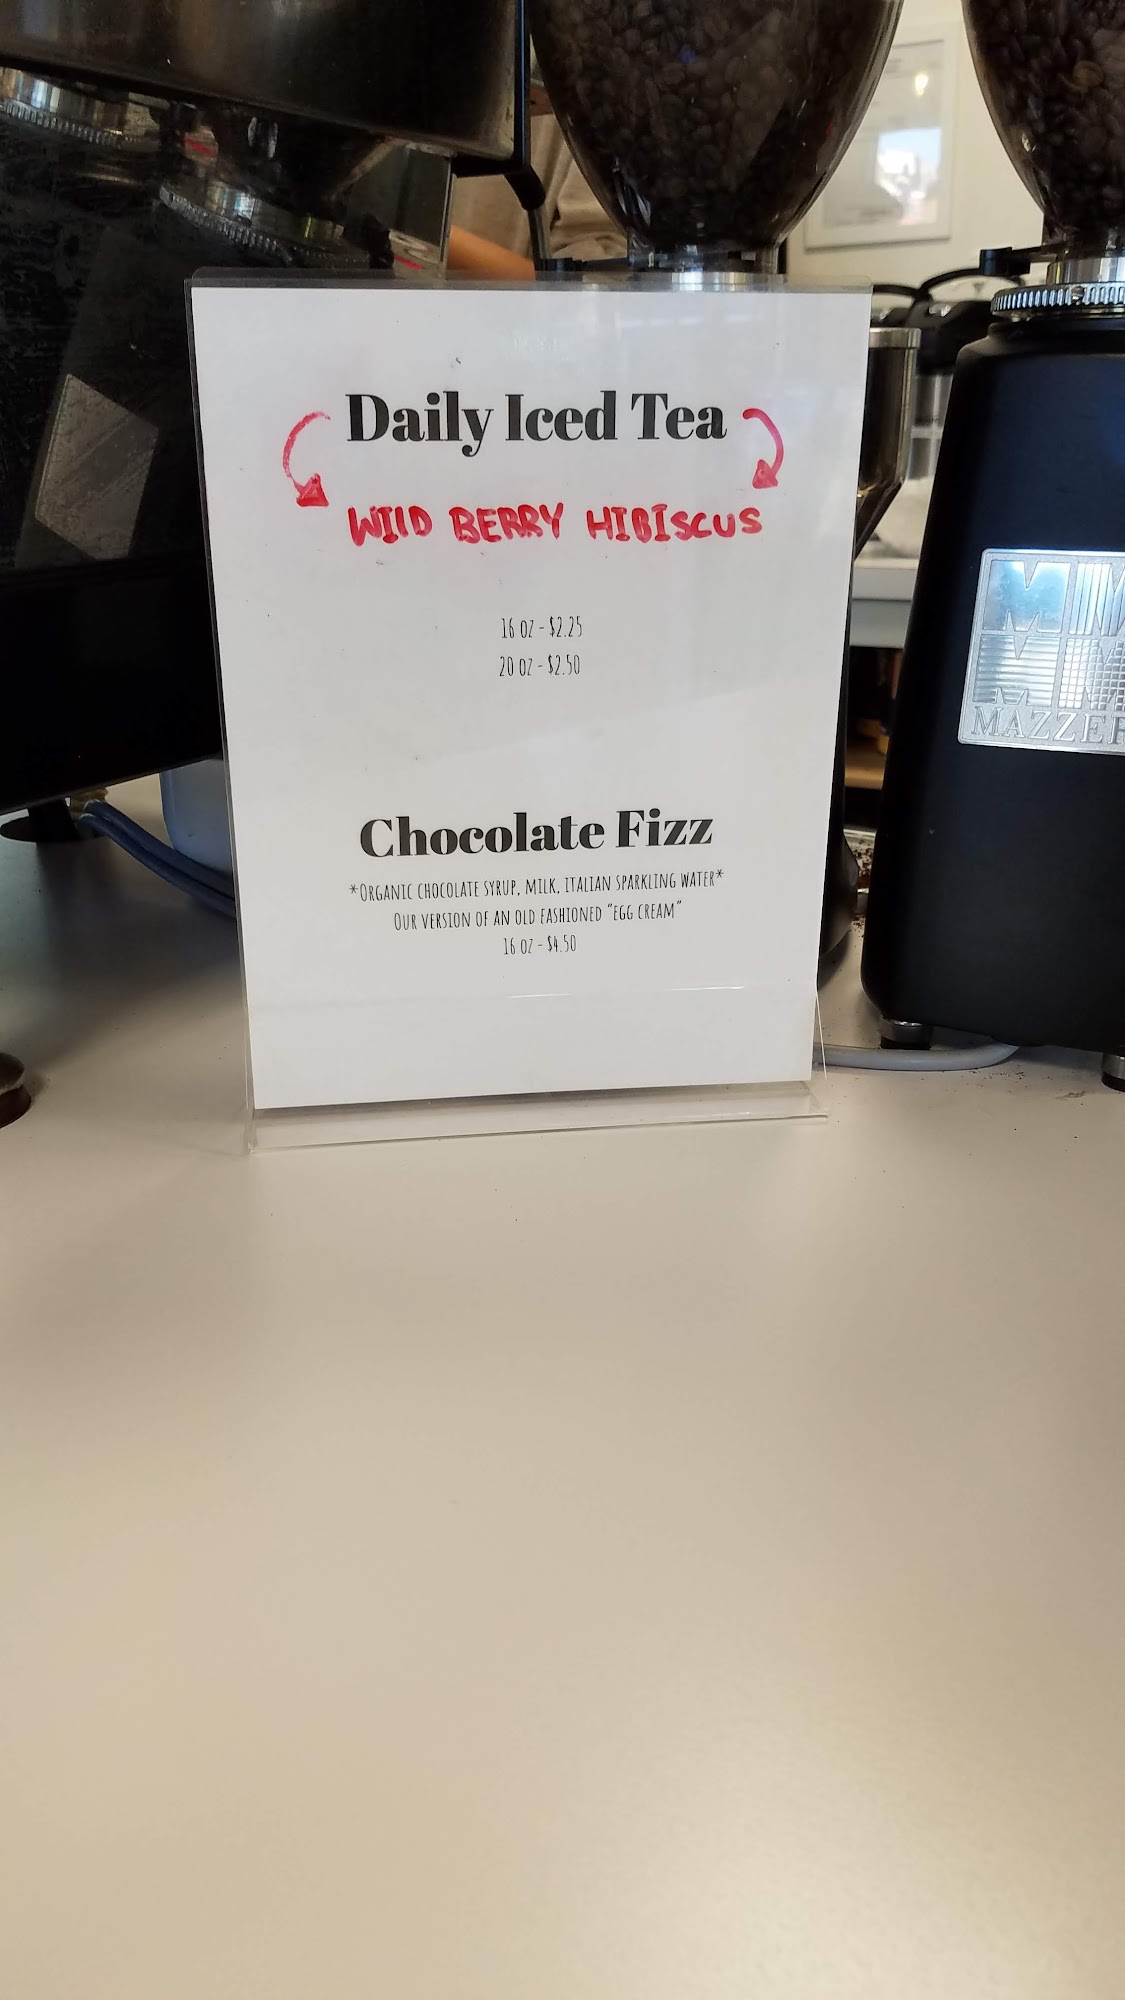 Daily Iced Tea
WILD BERRY HIBISCUS
16 oz - $2.25
20 oz - $2.50
Chocolate Fizz
*Organic chocolate syrup, milk, italian sparkling water*
Our version of an old fashioned "egg cream"
16 oz - $4.50
MINI
MAZZER